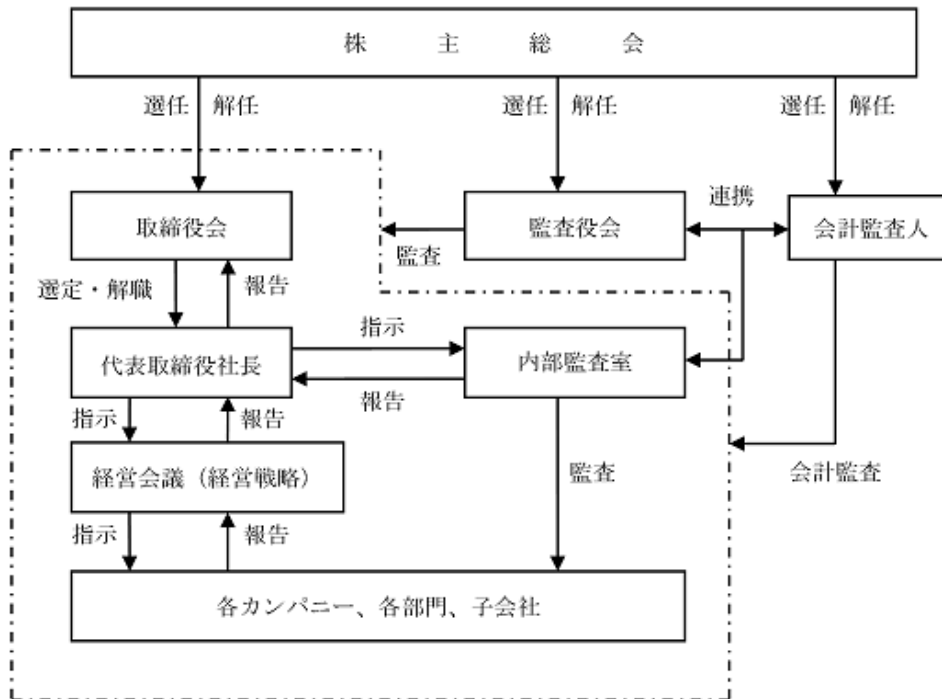 株主総会
選任 解任
選任 解任
選任 解任
取締役会
監査役会
連携
会計監査人
監査
選定・解職
報告
代表取締役社長
指示
報告
内部監査室
指示
報告
経営会議（経営戦略）
監査
会計監査
指示
報告
各カンパニー、各部門、子会社